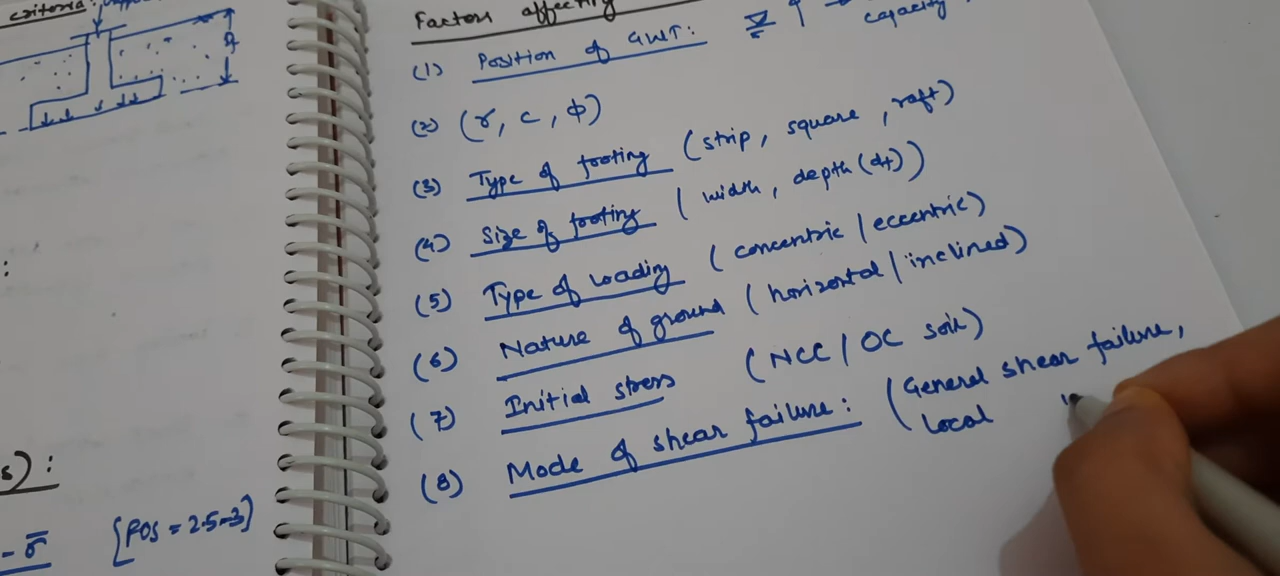 criteria:
s):
- σ̅ [FOS = 2.5-3]
Factors affecting
(1) Position of GWT: ↑ capacity,
(2) (γ, c, ϕ)
(3) Type of footing (strip, square, raft)
(4) Size of footing (width, depth (df))
(5) Type of loading (concentric / eccentric)
(6) Nature of ground (horizontal / inclined)
(7) Initial stress (NCC / OC soil)
(8) Mode of shear failure: (General shear failure,
Local "